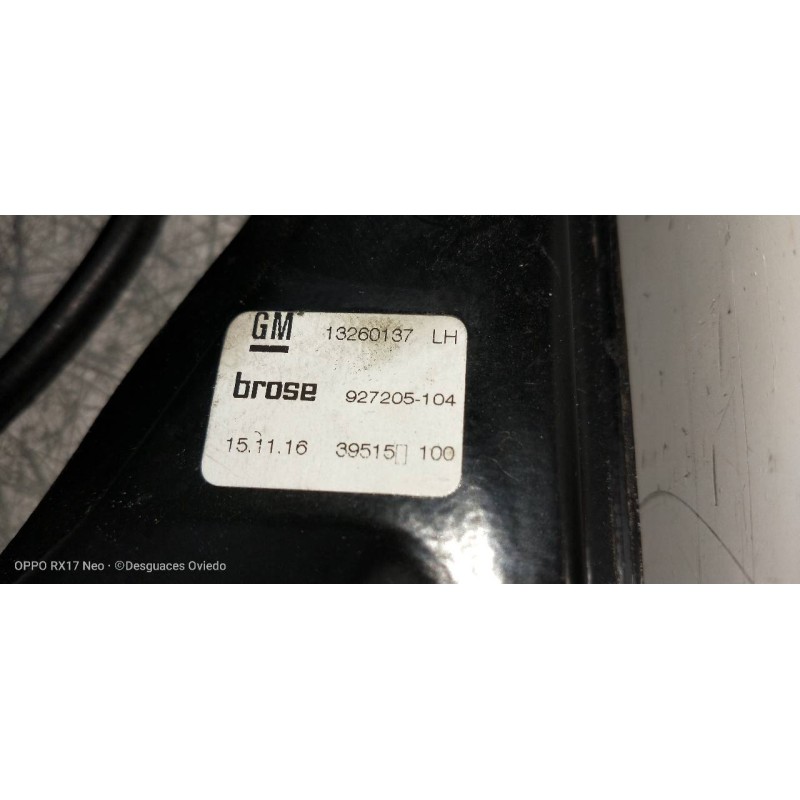 GM 13260137 LH
brose 927205-104
15.11.16 39515▯ 100
OPPO RX17 Neo · ©Desguaces Oviedo